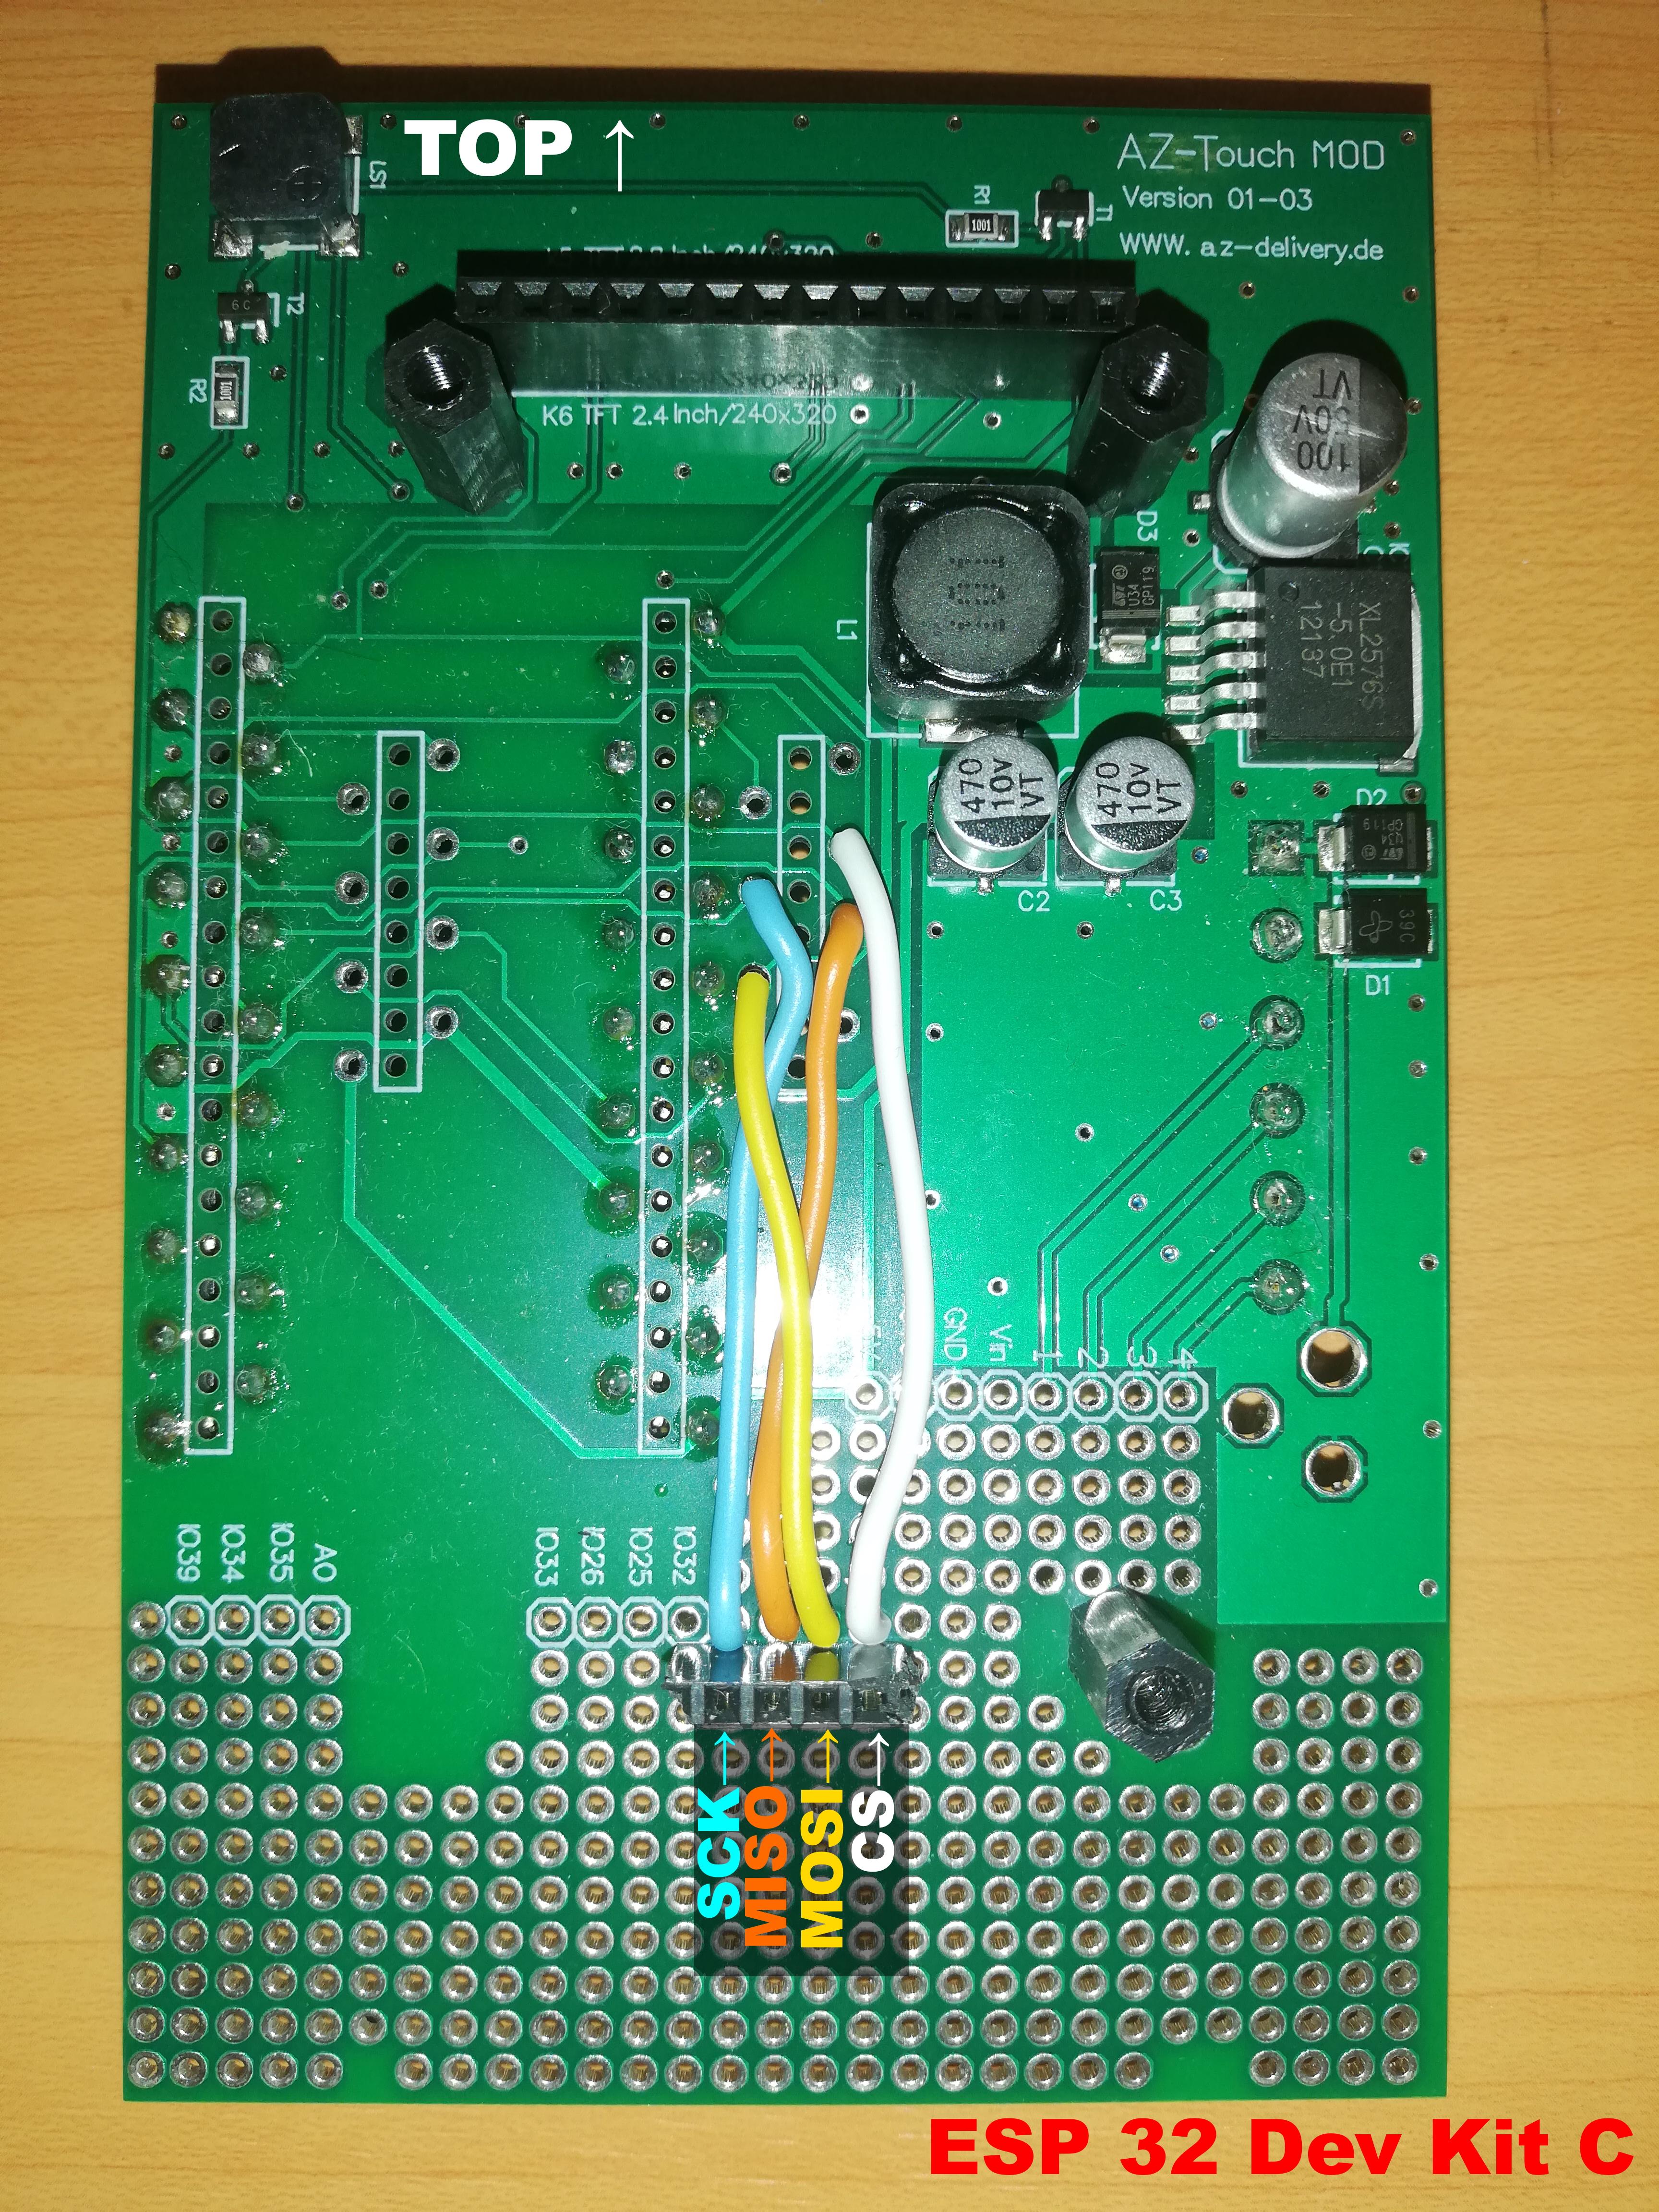 TOP ↑
AZ-Touch MOD
Version 01-03
WWW.az-delivery.de
LS1
R1
1001
T1
T2
R2
1001
K6 TFT 2.4 Inch/240x320
100
50V
VT
D3
U34
GP119
L1
XL2576S
-5.0E1
12137
470
10v
VT
470
10v
VT
C2
C3
D2
39C
D1
GND
Vin
1
2
3
4
IO39
IO34
IO35
A0
IO33
IO26
IO25
IO32
SCK→
MISO→
MOSI→
CS→
ESP 32 Dev Kit C